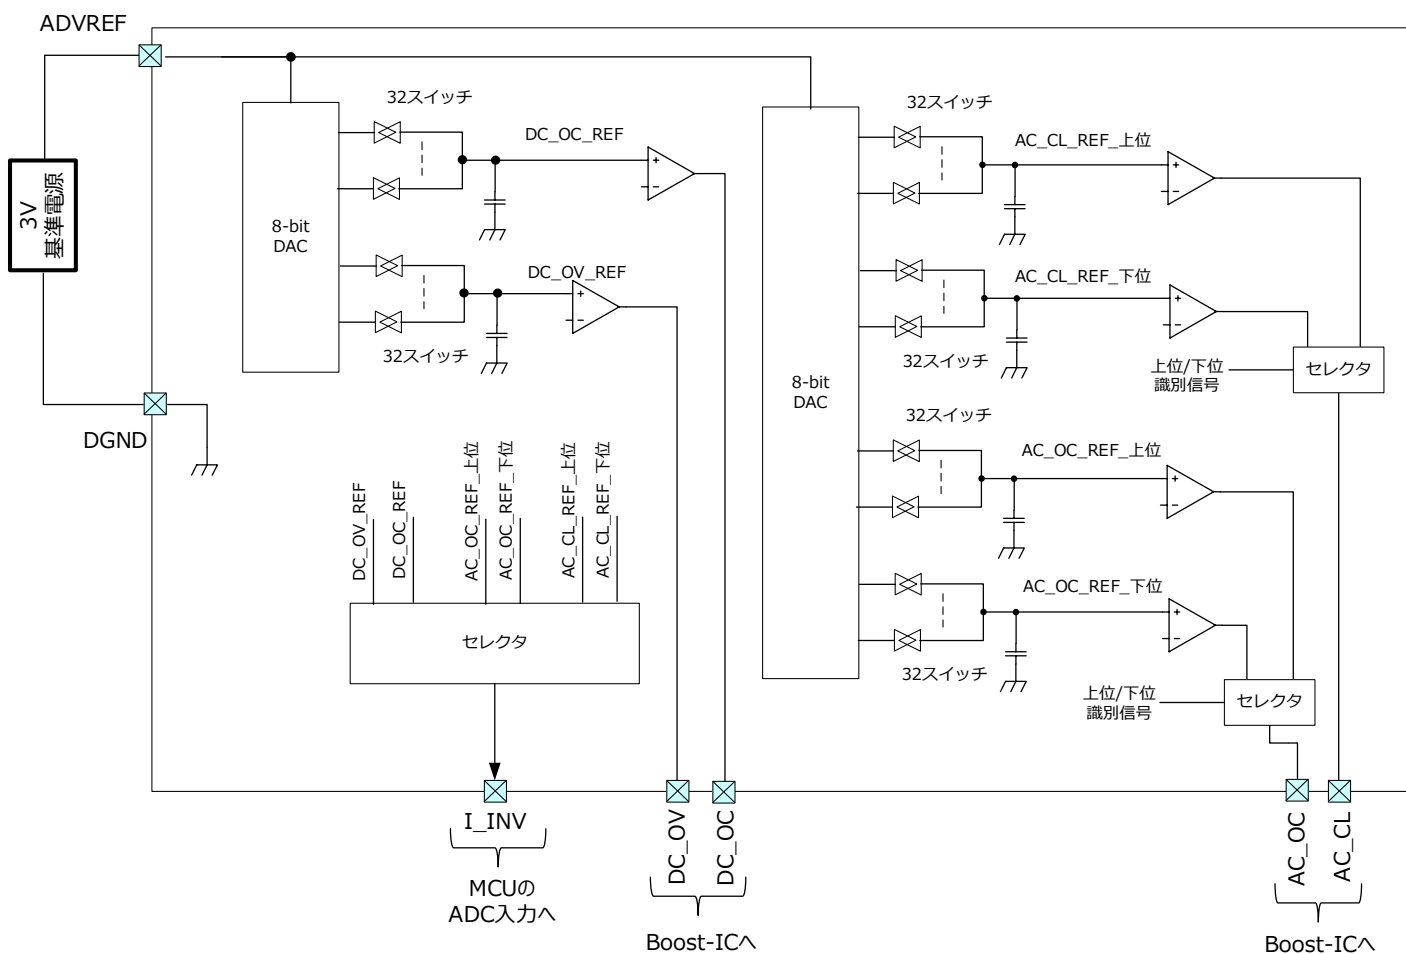 ADVREF
3V
基準電源
DGND
32スイッチ
DC_OC_REF
+
-
8-bit
DAC
DC_OV_REF
+
-
32スイッチ
32スイッチ
AC_CL_REF_上位
+
-
AC_CL_REF_下位
+
-
32スイッチ
上位/下位
識別信号
セレクタ
8-bit
DAC
32スイッチ
AC_OC_REF_上位
+
-
AC_OC_REF_下位
+
-
32スイッチ
上位/下位
識別信号
セレクタ
DC_OV_REF
DC_OC_REF
AC_OC_REF_上位
AC_OC_REF_下位
AC_CL_REF_上位
AC_CL_REF_下位
セレクタ
I_INV
MCUの
ADC入力へ
DC_OV
DC_OC
Boost-ICへ
AC_OC
AC_CL
Boost-ICへ